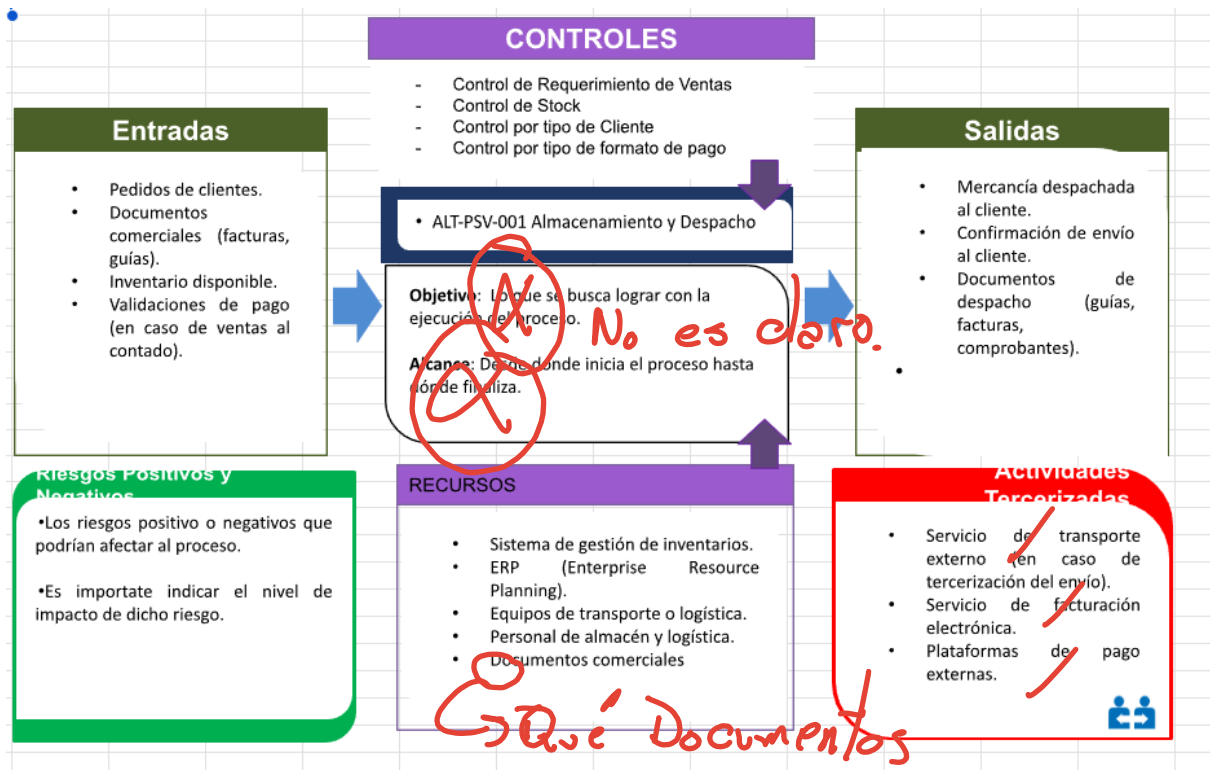 CONTROLES
- Control de Requerimiento de Ventas
- Control de Stock
- Control por tipo de Cliente
- Control por tipo de formato de pago
Entradas
• Pedidos de clientes.
• Documentos
comerciales (facturas,
guías).
• Inventario disponible.
• Validaciones de pago
(en caso de ventas al
contado).
• ALT-PSV-001 Almacenamiento y Despacho
Objetivo: Lo que se busca lograr con la
ejecución del proceso.
No es claro.
Alcance: Desde donde inicia el proceso hasta
dónde finaliza.
Salidas
• Mercancía despachada
al cliente.
• Confirmación de envío
al cliente.
• Documentos de
despacho (guías,
facturas,
comprobantes).
•
Riesgos Positivos y
Negativos
•Los riesgos positivo o negativos que
podrían afectar al proceso.
•Es importate indicar el nivel de
impacto de dicho riesgo.
RECURSOS
• Sistema de gestión de inventarios.
• ERP (Enterprise Resource
Planning).
• Equipos de transporte o logística.
• Personal de almacén y logística.
• Documentos comerciales
Qué Documentos
Actividades
Tercerizadas
• Servicio de transporte
externo (en caso de
tercerización del envío).
• Servicio de facturación
electrónica.
• Plataformas de pago
externas.